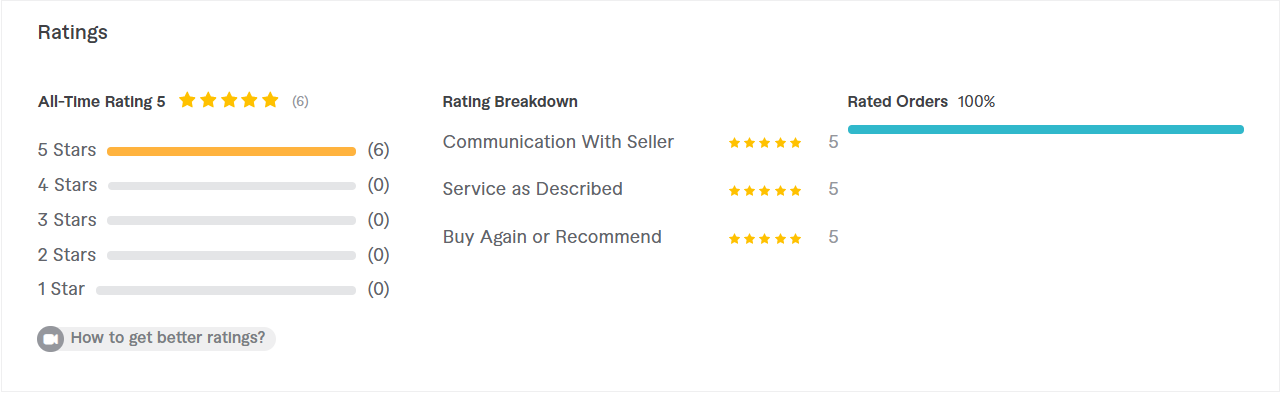 Ratings
All-Time Rating 5 (6)
5 Stars (6)
4 Stars (0)
3 Stars (0)
2 Stars (0)
1 Star (0)
How to get better ratings?
Rating Breakdown
Communication With Seller 5
Service as Described 5
Buy Again or Recommend 5
Rated Orders 100%